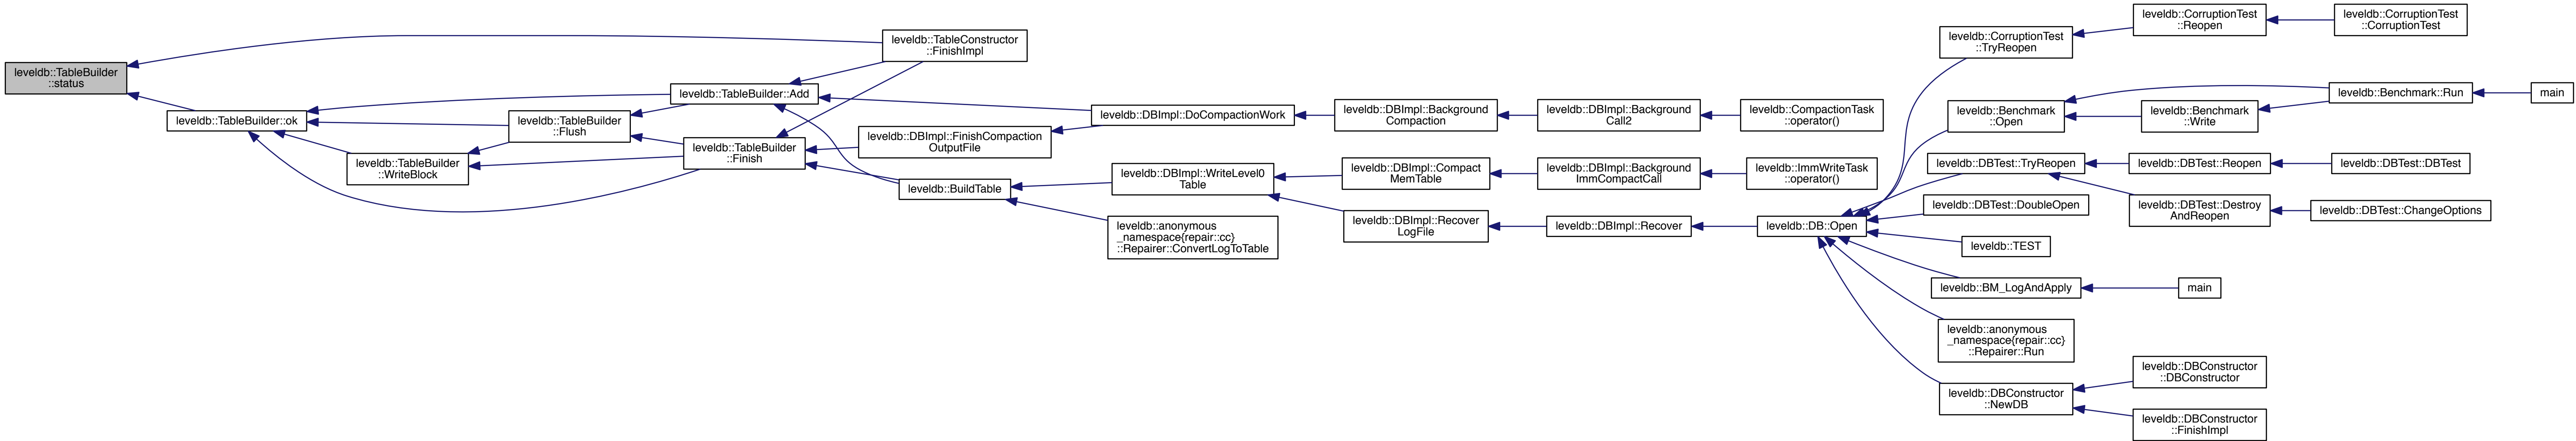 leveldb::TableBuilder
::status
leveldb::TableBuilder::ok
leveldb::TableBuilder
::WriteBlock
leveldb::TableBuilder
::Flush
leveldb::TableBuilder::Add
leveldb::TableBuilder
::Finish
leveldb::TableConstructor
::FinishImpl
leveldb::DBImpl::FinishCompaction
OutputFile
leveldb::BuildTable
leveldb::DBImpl::DoCompactionWork
leveldb::DBImpl::WriteLevel0
Table
leveldb::anonymous
_namespace{repair::cc}
::Repairer::ConvertLogToTable
leveldb::DBImpl::Background
Compaction
leveldb::DBImpl::Compact
MemTable
leveldb::DBImpl::Recover
LogFile
leveldb::DBImpl::Background
Call2
leveldb::DBImpl::Background
ImmCompactCall
leveldb::DBImpl::Recover
leveldb::CompactionTask
::operator()
leveldb::ImmWriteTask
::operator()
leveldb::DB::Open
leveldb::CorruptionTest
::TryReopen
leveldb::Benchmark
::Open
leveldb::DBTest::TryReopen
leveldb::DBTest::DoubleOpen
leveldb::TEST
leveldb::BM_LogAndApply
leveldb::anonymous
_namespace{repair::cc}
::Repairer::Run
leveldb::DBConstructor
::NewDB
leveldb::CorruptionTest
::Reopen
leveldb::Benchmark
::Write
leveldb::DBTest::Reopen
leveldb::DBTest::Destroy
AndReopen
main
leveldb::DBConstructor
::DBConstructor
leveldb::DBConstructor
::FinishImpl
leveldb::CorruptionTest
::CorruptionTest
leveldb::Benchmark::Run
leveldb::DBTest::DBTest
leveldb::DBTest::ChangeOptions
main